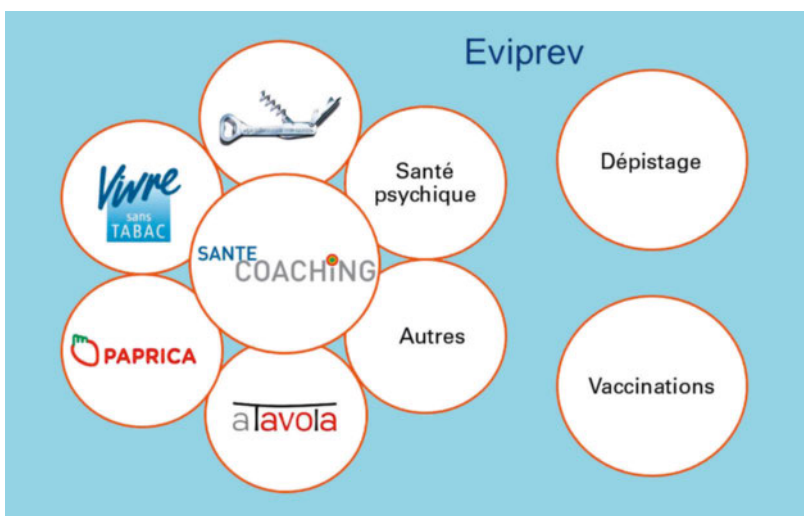 Eviprev
Santé
psychique
Dépistage
Vivre
sans
TABAC
SANTE
COACHING
PAPRICA
Autres
aTavola
Vaccinations